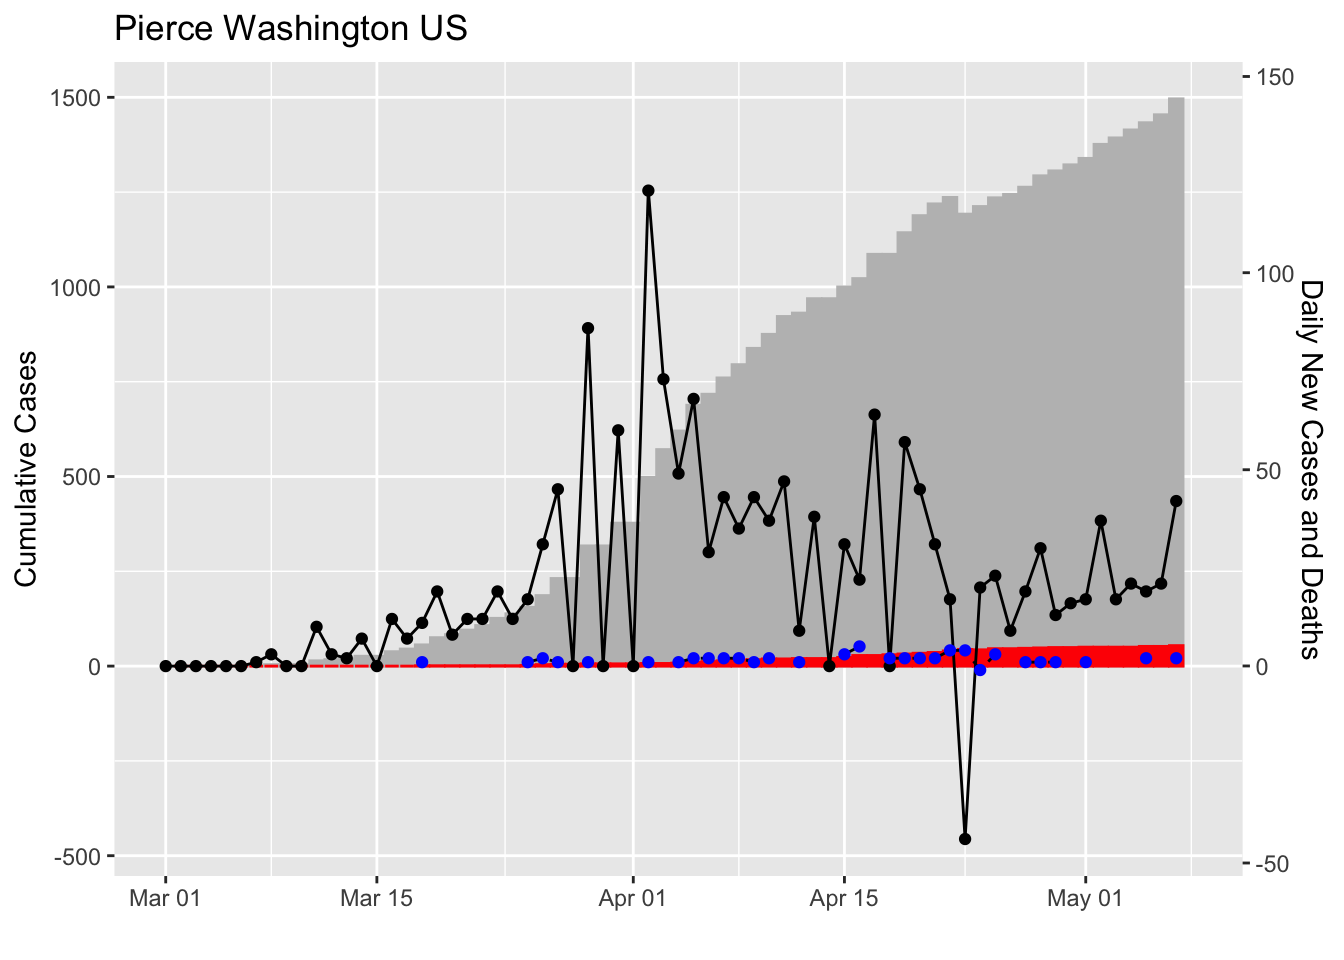 Pierce Washington US
1500
1000
500
0
-500
Cumulative Cases
150
100
50
0
-50
Daily New Cases and Deaths
Mar 01
Mar 15
Apr 01
Apr 15
May 01